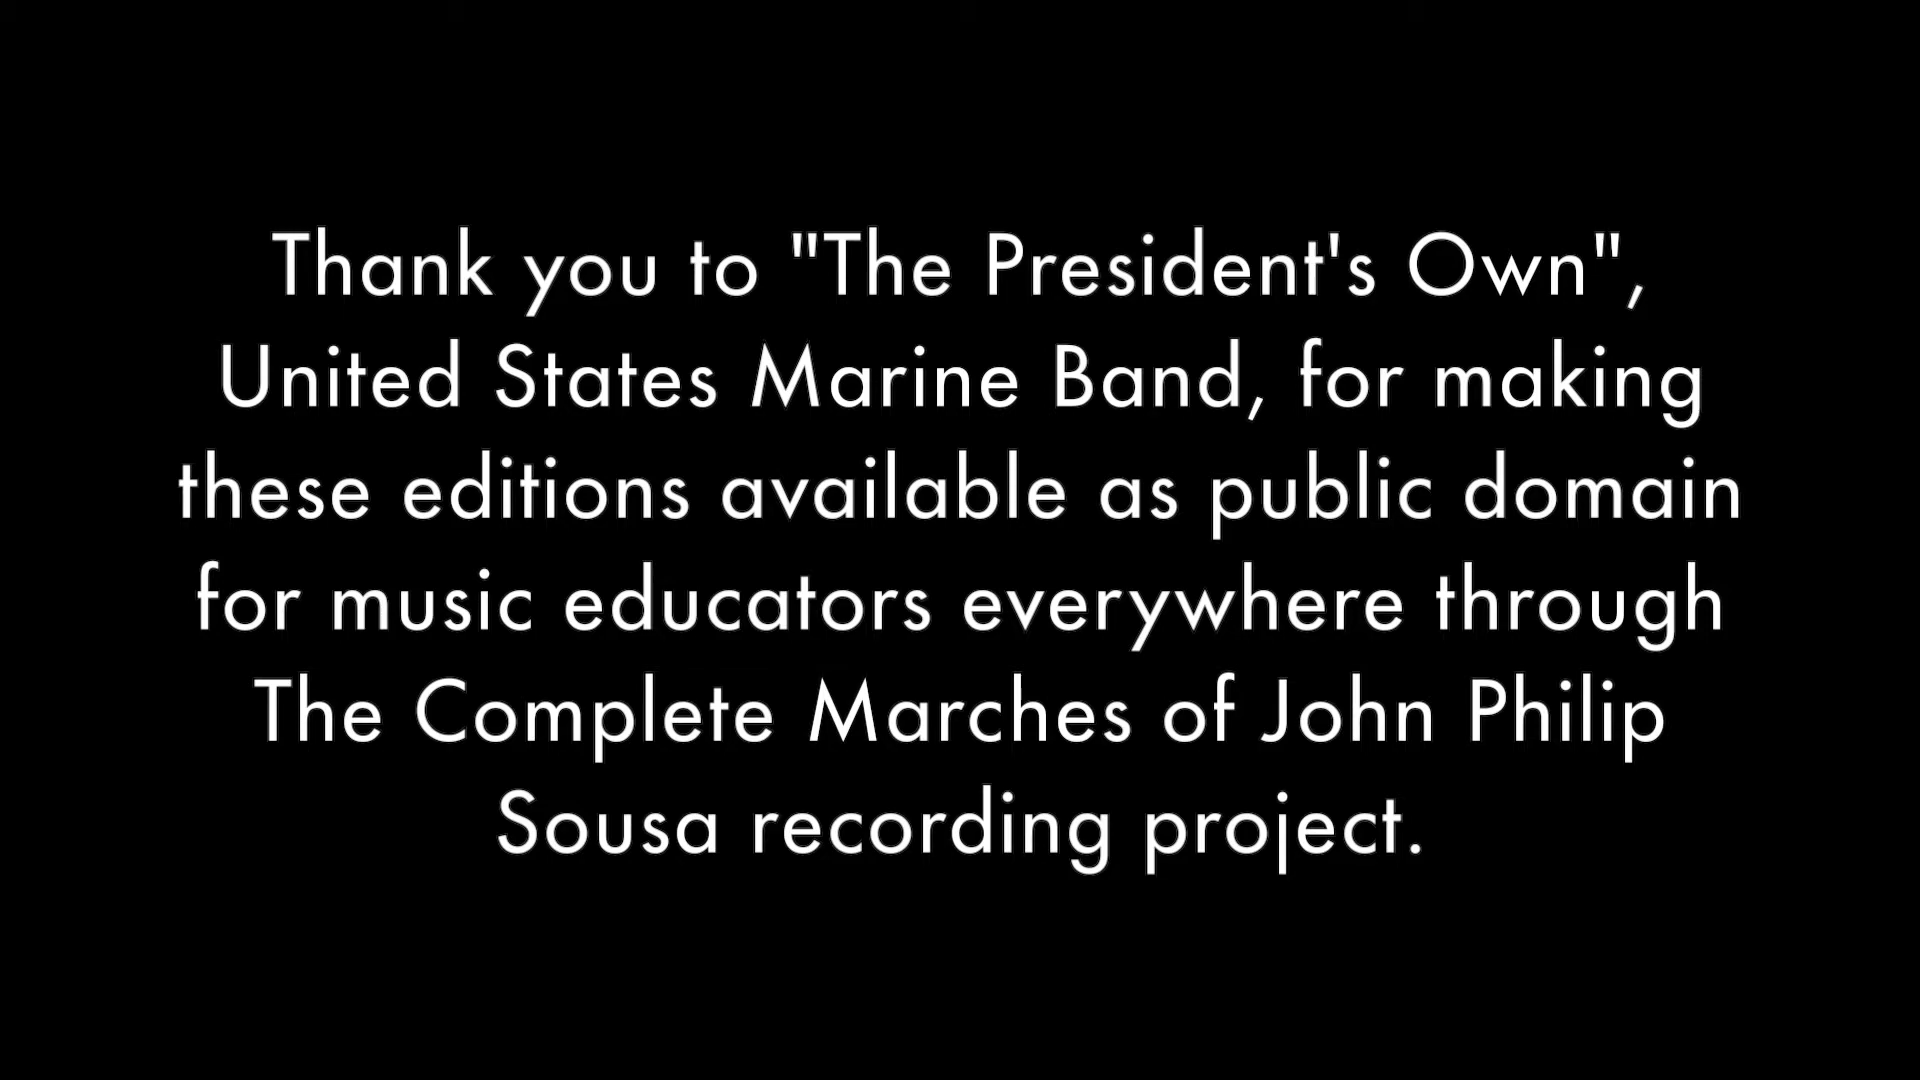 Thank you to "The President's Own",
United States Marine Band, for making
these editions available as public domain
for music educators everywhere through
The Complete Marches of John Philip
Sousa recording project.